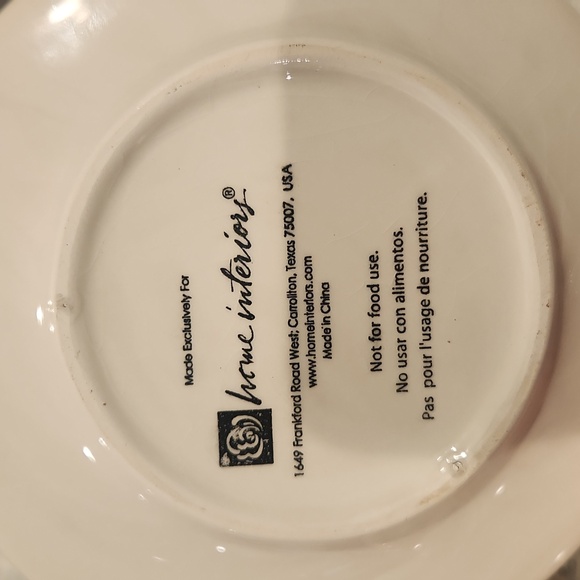 Made Exclusively For
home interiors®
1649 Frankford Road West; Carrollton, Texas 75007, USA
www.homeinteriors.com
Made in China
Not for food use.
No usar con alimentos.
Pas pour l'usage de nourriture.